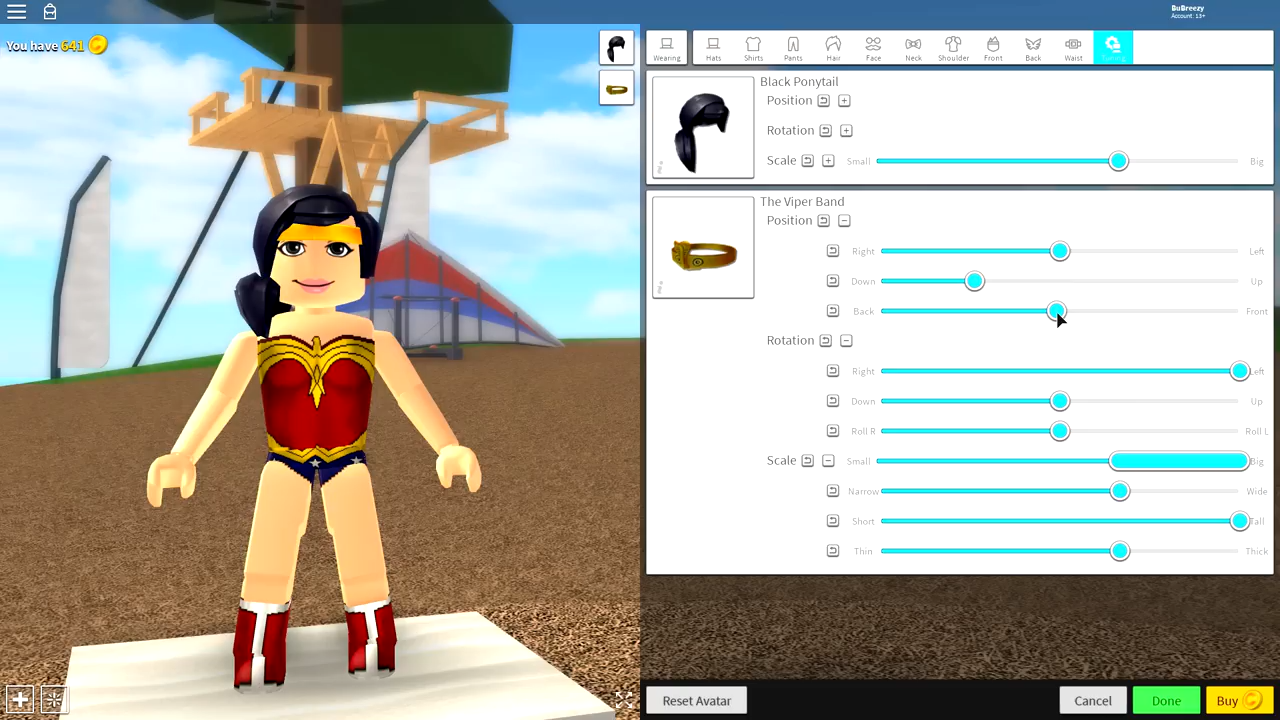 BuBreezy
Account: 13+
You have 641
Wearing
Hats
Shirts
Pants
Hair
Face
Neck
Shoulder
Front
Back
Waist
Black Ponytail
Position
Rotation
Scale
Small
Big
The Viper Band
Position
Right
Left
Down
Up
Back
Front
Rotation
Right
Left
Down
Up
Roll R
Roll L
Scale
Small
Big
Narrow
Wide
Short
Tall
Thin
Thick
Reset Avatar
Cancel
Done
Buy